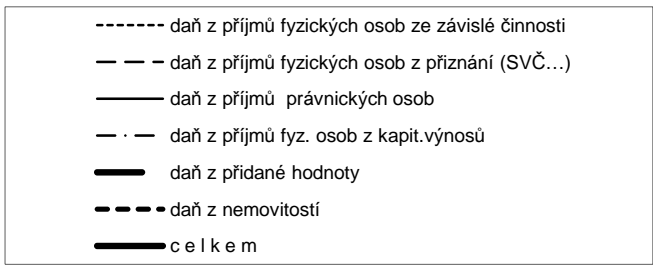 daň z příjmů fyzických osob ze závislé činnosti
daň z příjmů fyzických osob z přiznání (SVČ…)
daň z příjmů právnických osob
daň z příjmů fyz. osob z kapit.výnosů
daň z přidané hodnoty
daň z nemovitostí
c e l k e m